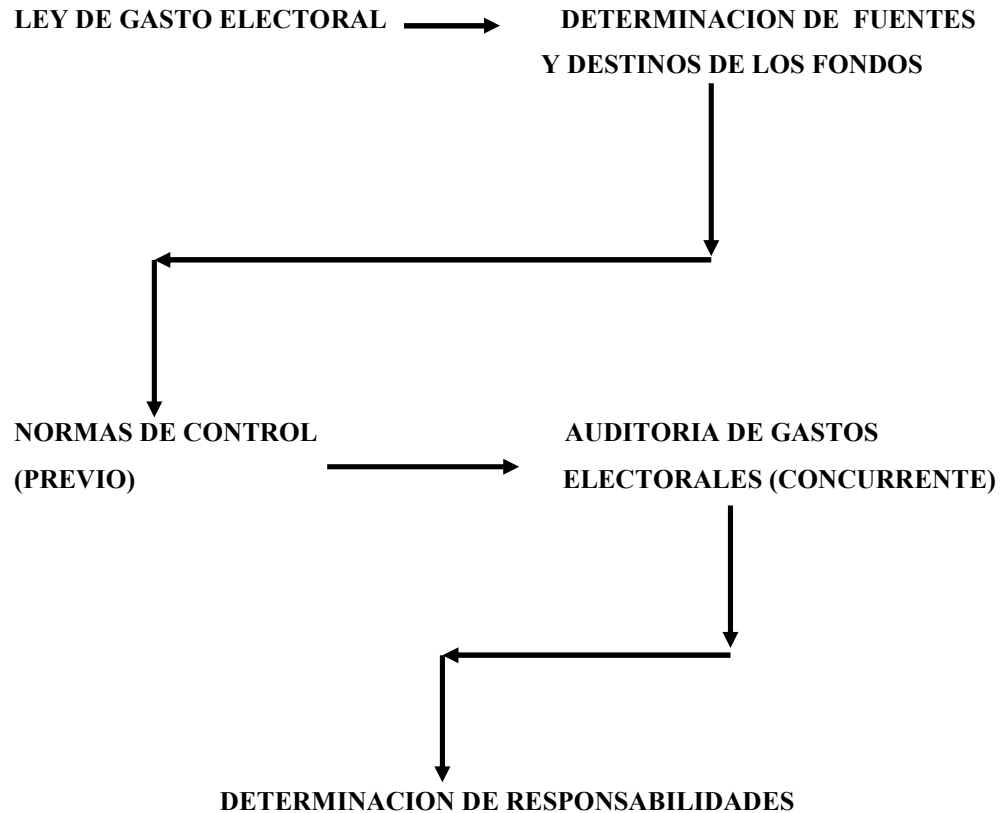 LEY DE GASTO ELECTORAL
DETERMINACION DE FUENTES
Y DESTINOS DE LOS FONDOS
NORMAS DE CONTROL
(PREVIO)
AUDITORIA DE GASTOS
ELECTORALES (CONCURRENTE)
DETERMINACION DE RESPONSABILIDADES